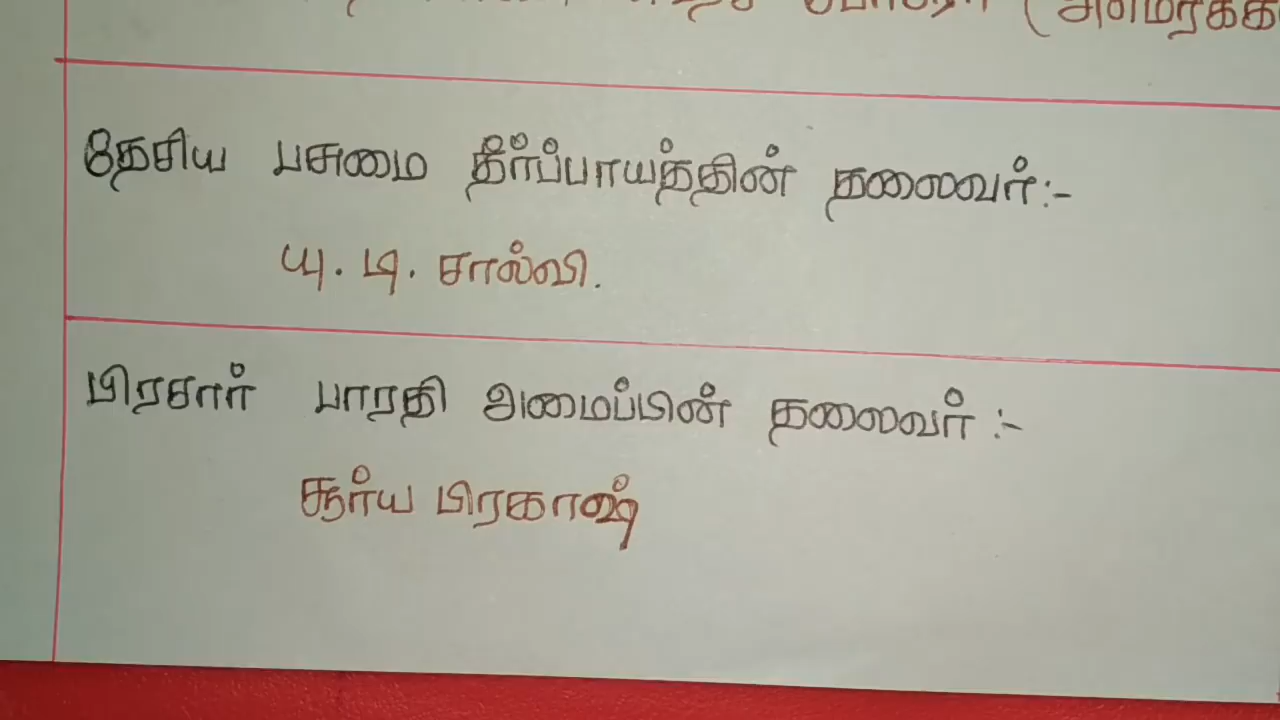 தேசிய பசுமை தீர்ப்பாயத்தின் தலைவர்:-
யு. டி. சால்வி.
பிரசார் பாரதி அமைப்பின் தலைவர் :-
சூர்ய பிரகாஷ்